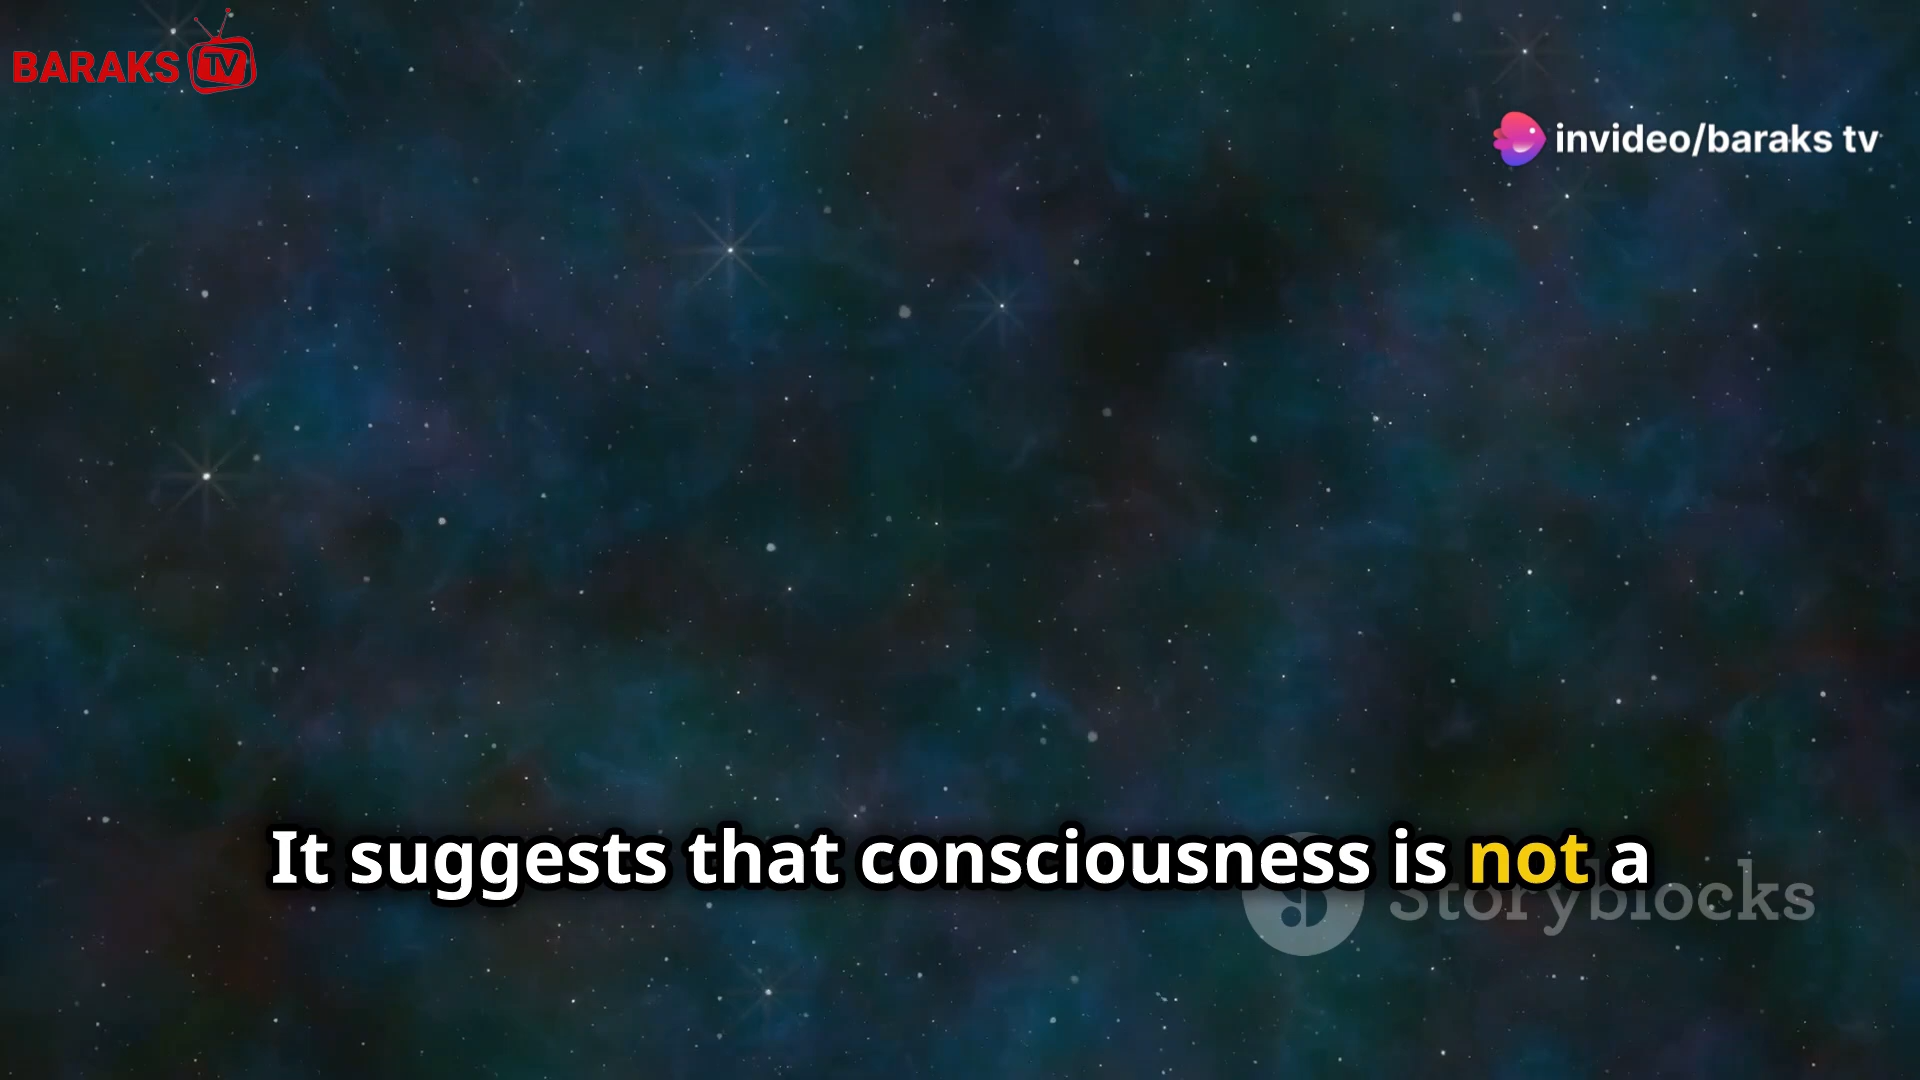 BARAKS TV
invideo/baraks tv
It suggests that consciousness is not a
Storyblocks